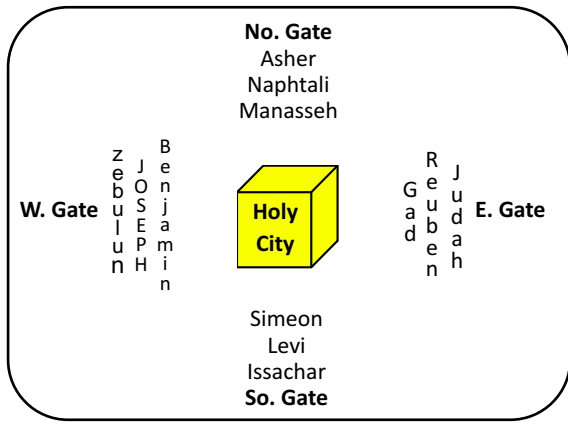 No. Gate
Asher
Naphtali
Manasseh
W. Gate
zebulun
JOSEPH
Benjamin
Holy
City
Gad
Reuben
Judah
E. Gate
Simeon
Levi
Issachar
So. Gate